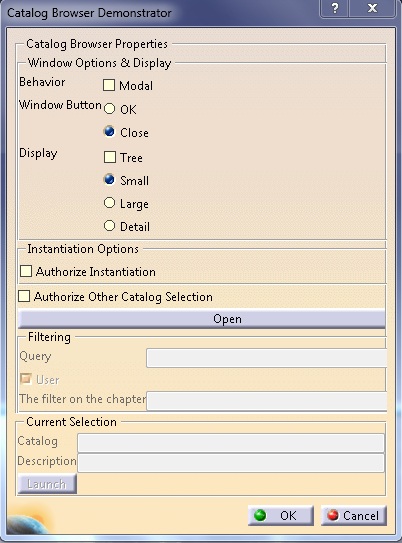 Catalog Browser Demonstrator
? X
Catalog Browser Properties
Window Options & Display
Behavior Modal
Window Button OK
Close
Display Tree
Small
Large
Detail
Instantiation Options
Authorize Instantiation
Authorize Other Catalog Selection
Open
Filtering
Query
User
The filter on the chapter
Current Selection
Catalog
Description
Launch
OK Cancel